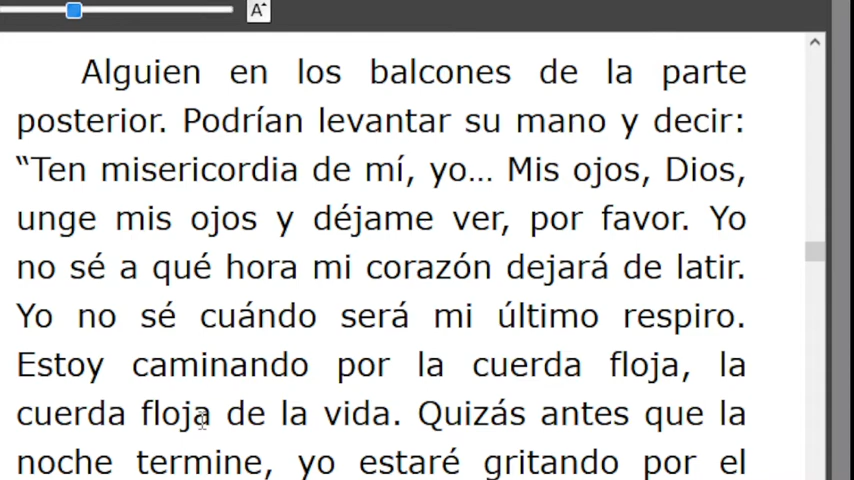 A
Alguien en los balcones de la parte
posterior. Podrían levantar su mano y decir:
“Ten misericordia de mí, yo... Mis ojos, Dios,
unge mis ojos y déjame ver, por favor. Yo
no sé a qué hora mi corazón dejará de latir.
Yo no sé cuándo será mi último respiro.
Estoy caminando por la cuerda floja, la
cuerda floja de la vida. Quizás antes que la
noche termine, yo estaré gritando por el